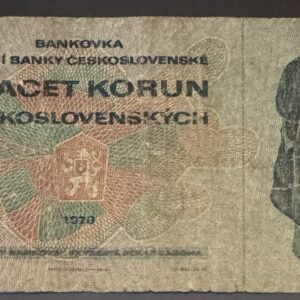 BANKOVKA
Í BANKY ČESKOSLOVENSKÉ
ACET KORUN
KOSLOVENSKÝCH
1970